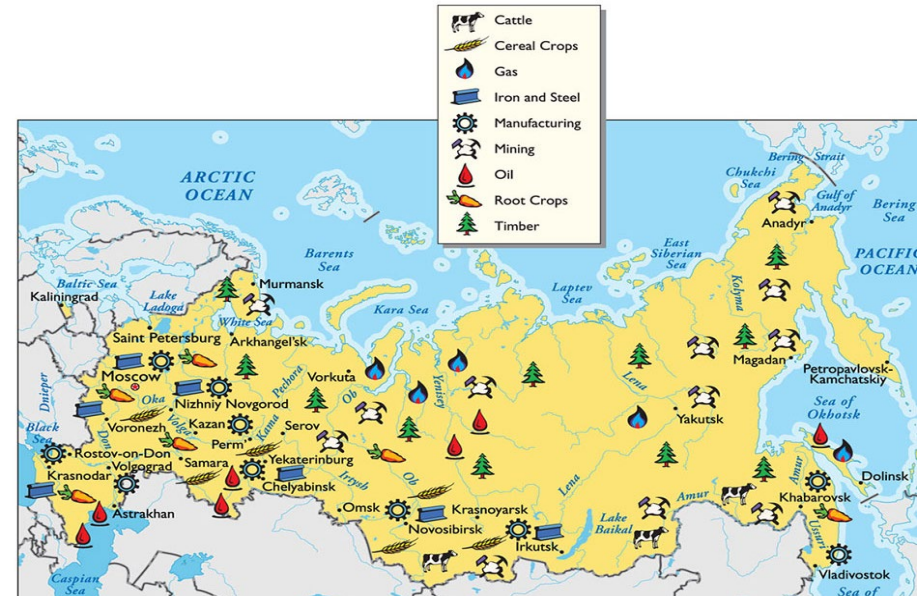 Cattle
Cereal Crops
Gas
Iron and Steel
Manufacturing
Mining
Oil
Root Crops
Timber
ARCTIC
OCEAN
Bering Strait
Chukchi
Sea
Gulf of
Anadyr
Bering
Sea
Anadyr
PACIFIC
OCEAN
East
Siberian
Sea
Laptev
Sea
Barents
Sea
Kara Sea
Kolyma
Baltic Sea
Kaliningrad
Lake
Ladoga
Murmansk
White Sea
Saint Petersburg
Arkhangel'sk
Moscow
Pechora
Vorkuta
Ob
Yenisey
Lena
Magadan
Petropavlovsk-
Kamchatskiy
Dnieper
Oka
Nizhniy Novgorod
Yakutsk
Sea of
Okhotsk
Black
Sea
Voronezh
Volga
Kazan
Kama
Serov
Don
Perm'
Rostov-on-Don
Samara
Yekaterinburg
Volgograd
Chelyabinsk
Krasnodar
Irtysh
Ob
Lena
Amur
Amur
Dolinsk
Khabarovsk
Astrakhan
Omsk
Krasnoyarsk
Novosibirsk
Lake
Baikal
Irkutsk
Ussuri
Caspian
Sea
Vladivostok
Sea of